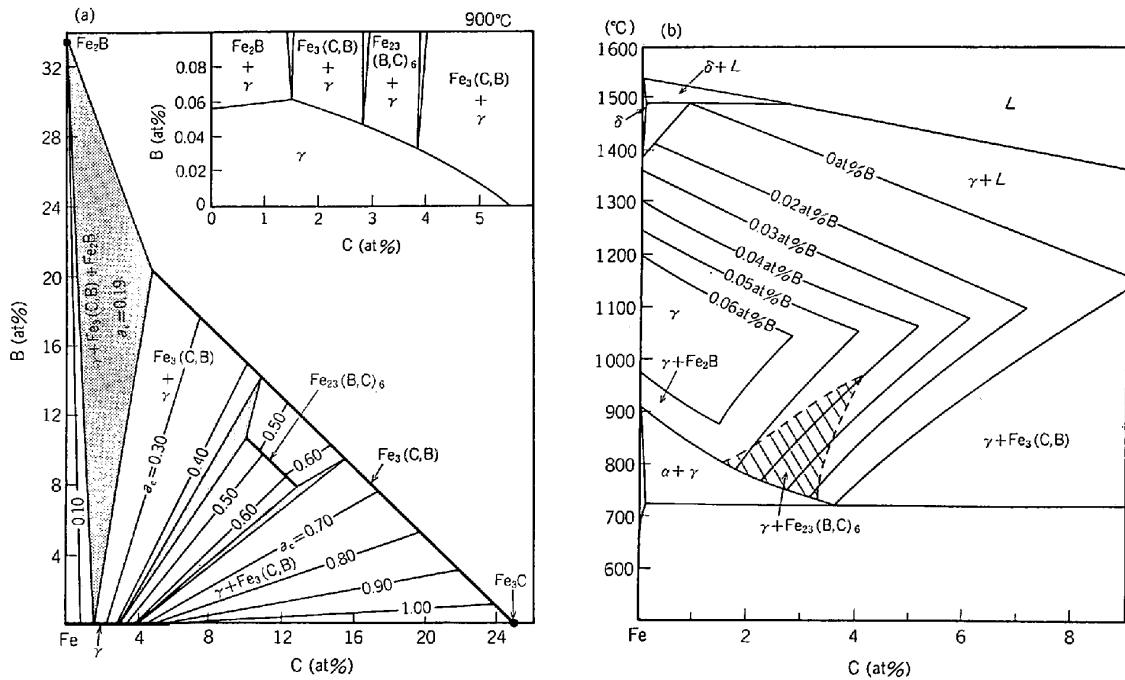 (a)
900℃
Fe₂B
32
28
24
20
16
12
8
4
B (at%)
Fe
γ
4
8
12
16
20
24
C (at%)
γ+Fe₃(C,B)+Fe₂B
a꜀=0.19
0.10
Fe₃(C,B)
+
γ
a꜀=0.30
0.40
0.50
0.60
0.50
0.60
Fe₂₃(B,C)₆
Fe₃(C,B)
a꜀=0.70
γ+Fe₃(C,B)
0.80
0.90
1.00
Fe₃C
0.08
0.06
0.04
0.02
0
B (at%)
Fe₂B
+
γ
Fe₃(C,B)
+
γ
Fe₂₃
(B,C)₆
+
γ
Fe₃(C,B)
+
γ
γ
0
1
2
3
4
5
C (at%)
(℃)
(b)
1600
1500
1400
1300
1200
1100
1000
900
800
700
600
500
δ+L
δ
L
γ+L
0at%B
0.02at%B
0.03at%B
0.04at%B
0.05at%B
0.06at%B
γ
γ+Fe₂B
α+γ
γ+Fe₃(C,B)
γ+Fe₂₃(B,C)₆
Fe
2
4
6
8
C (at%)